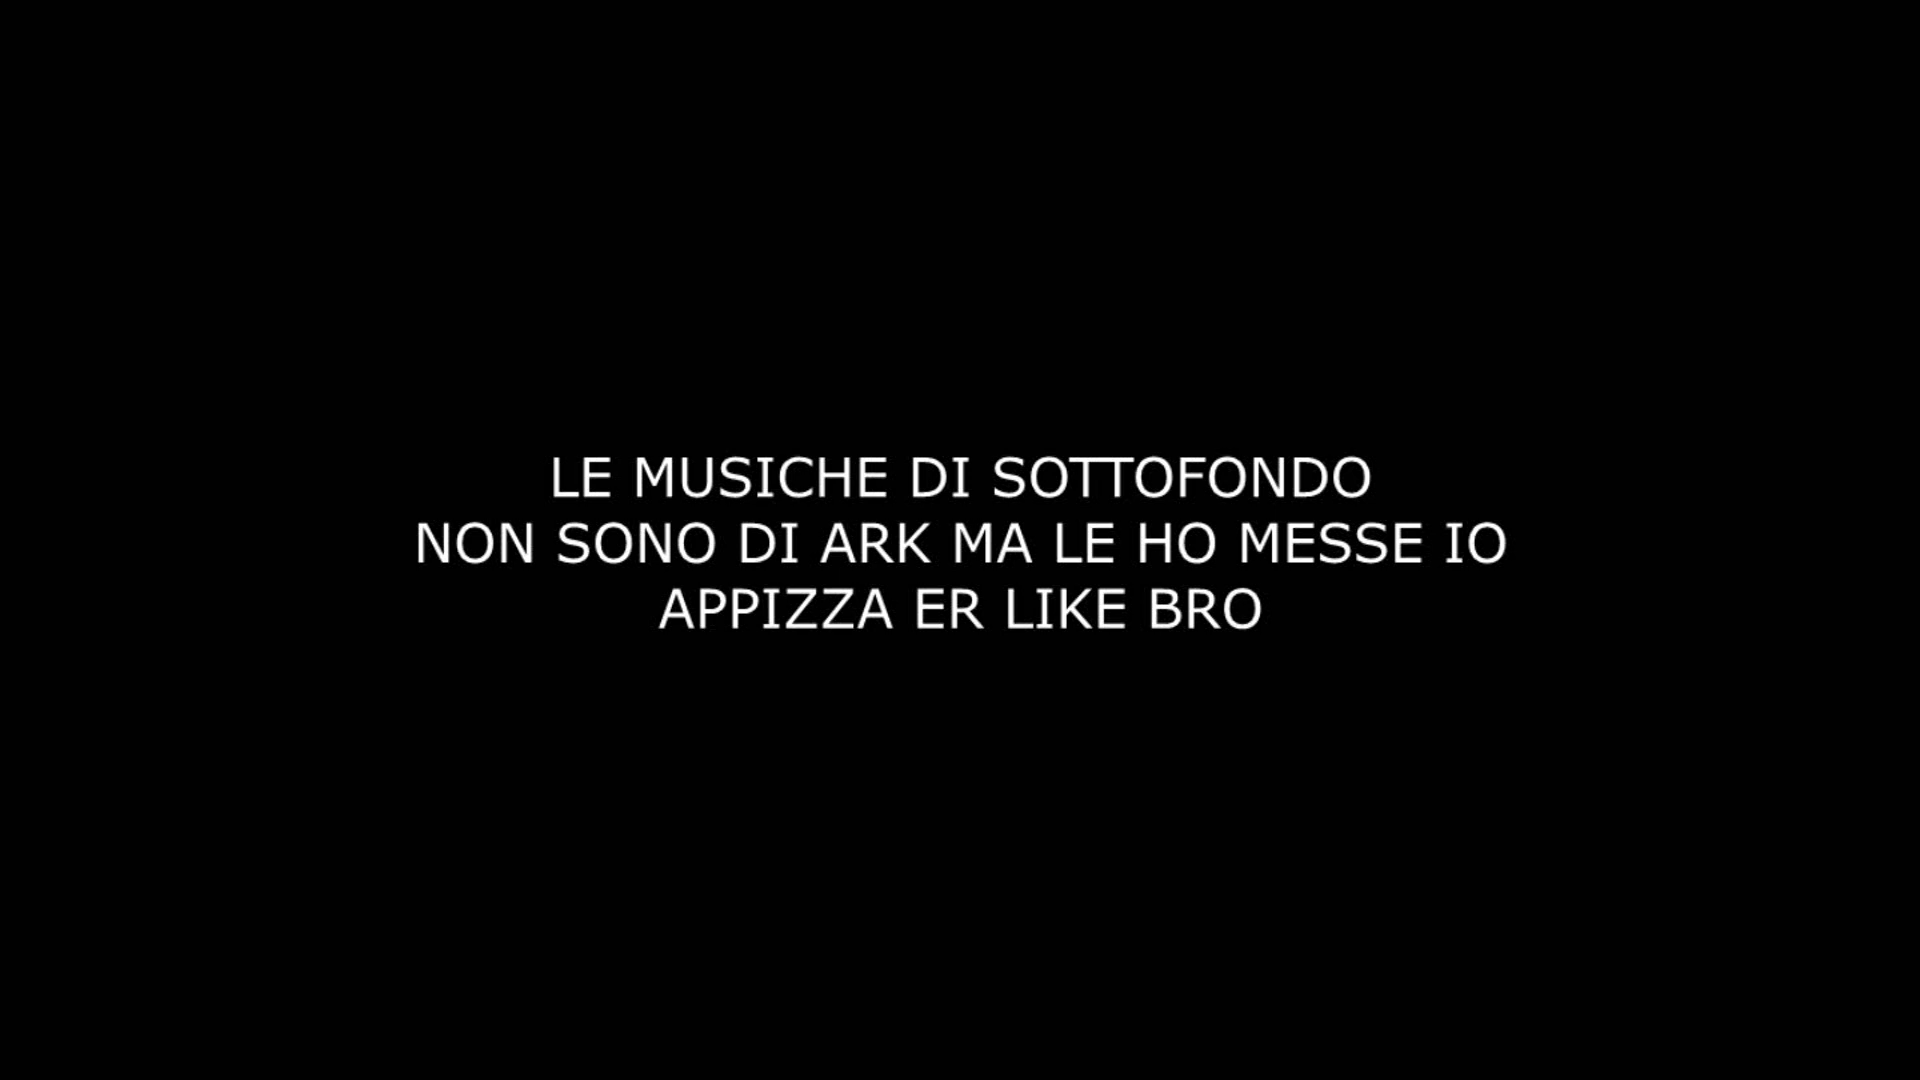 LE MUSICHE DI SOTTOFONDO
NON SONO DI ARK MA LE HO MESSE IO
APPIZZA ER LIKE BRO